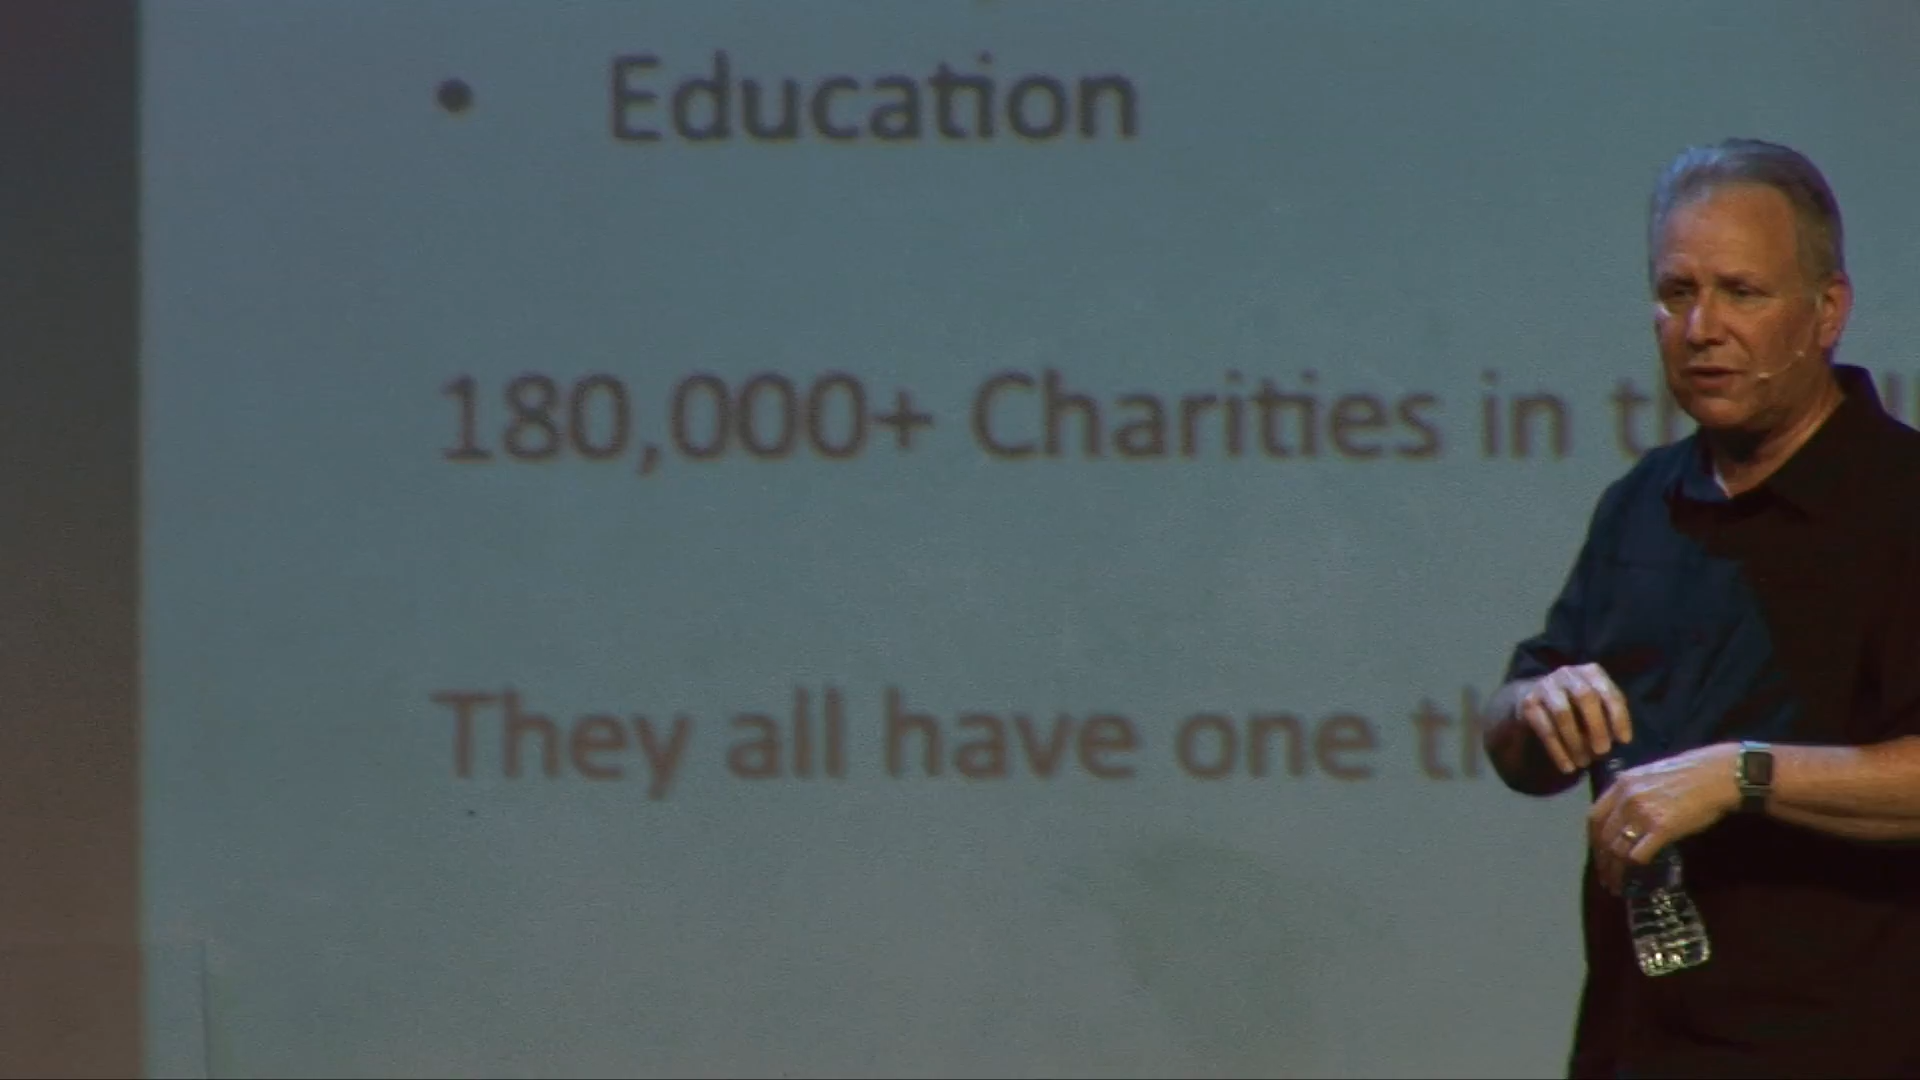 • Education
180,000+ Charities in
They all have one